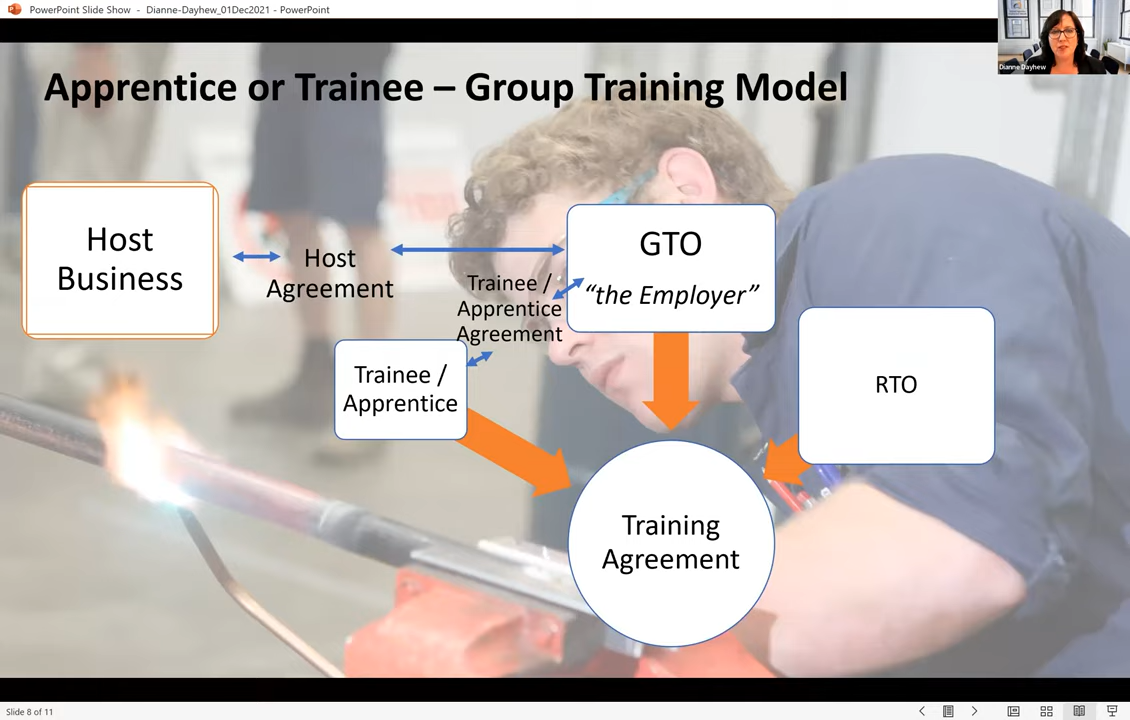 PowerPoint Slide Show - Dianne-Dayhew_01Dec2021 - PowerPoint
Dianne Dayhew
Apprentice or Trainee – Group Training Model
Host
Business
Host
Agreement
Trainee /
Apprentice
Agreement
GTO
“the Employer”
Trainee /
Apprentice
RTO
Training
Agreement
Slide 8 of 11